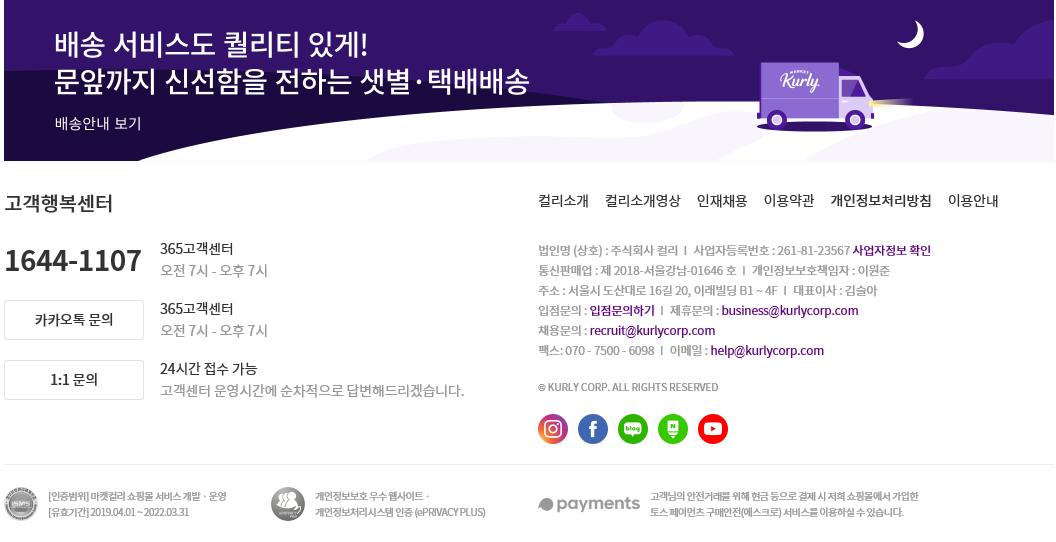 배송 서비스도 퀄리티 있게!
문앞까지 신선함을 전하는 샛별·택배배송
배송안내 보기
MARKET
Kurly
고객행복센터
1644-1107
365고객센터
오전 7시 - 오후 7시
카카오톡 문의
365고객센터
오전 7시 - 오후 7시
1:1 문의
24시간 접수 가능
고객센터 운영시간에 순차적으로 답변해드리겠습니다.
컬리소개 컬리소개영상 인재채용 이용약관 개인정보처리방침 이용안내
법인명 (상호) : 주식회사 컬리 I 사업자등록번호 : 261-81-23567 사업자정보 확인
통신판매업 : 제 2018-서울강남-01646 호 I 개인정보보호책임자 : 이원준
주소 : 서울시 도산대로 16길 20, 이래빌딩 B1 ~ 4F I 대표이사 : 김슬아
입점문의 : 입점문의하기 I 제휴문의 : business@kurlycorp.com
채용문의 : recruit@kurlycorp.com
팩스: 070 - 7500 - 6098 I 이메일 : help@kurlycorp.com
© KURLY CORP. ALL RIGHTS RESERVED
blog
N
ISMS
[인증범위] 마켓컬리 쇼핑몰 서비스 개발 · 운영
[유효기간] 2019.04.01 ~ 2022.03.31
개인정보보호 우수 웹사이트 ·
개인정보처리시스템 인증 (ePRIVACY PLUS)
payments
고객님의 안전거래를 위해 현금 등으로 결제 시 저희 쇼핑몰에서 가입한
토스 페이먼츠 구매안전(에스크로) 서비스를 이용하실 수 있습니다.